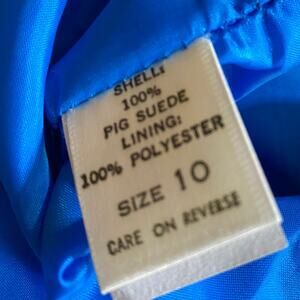 SHELL:
100%
PIG SUEDE
LINING:
100% POLYESTER
SIZE 10
CARE ON REVERSE